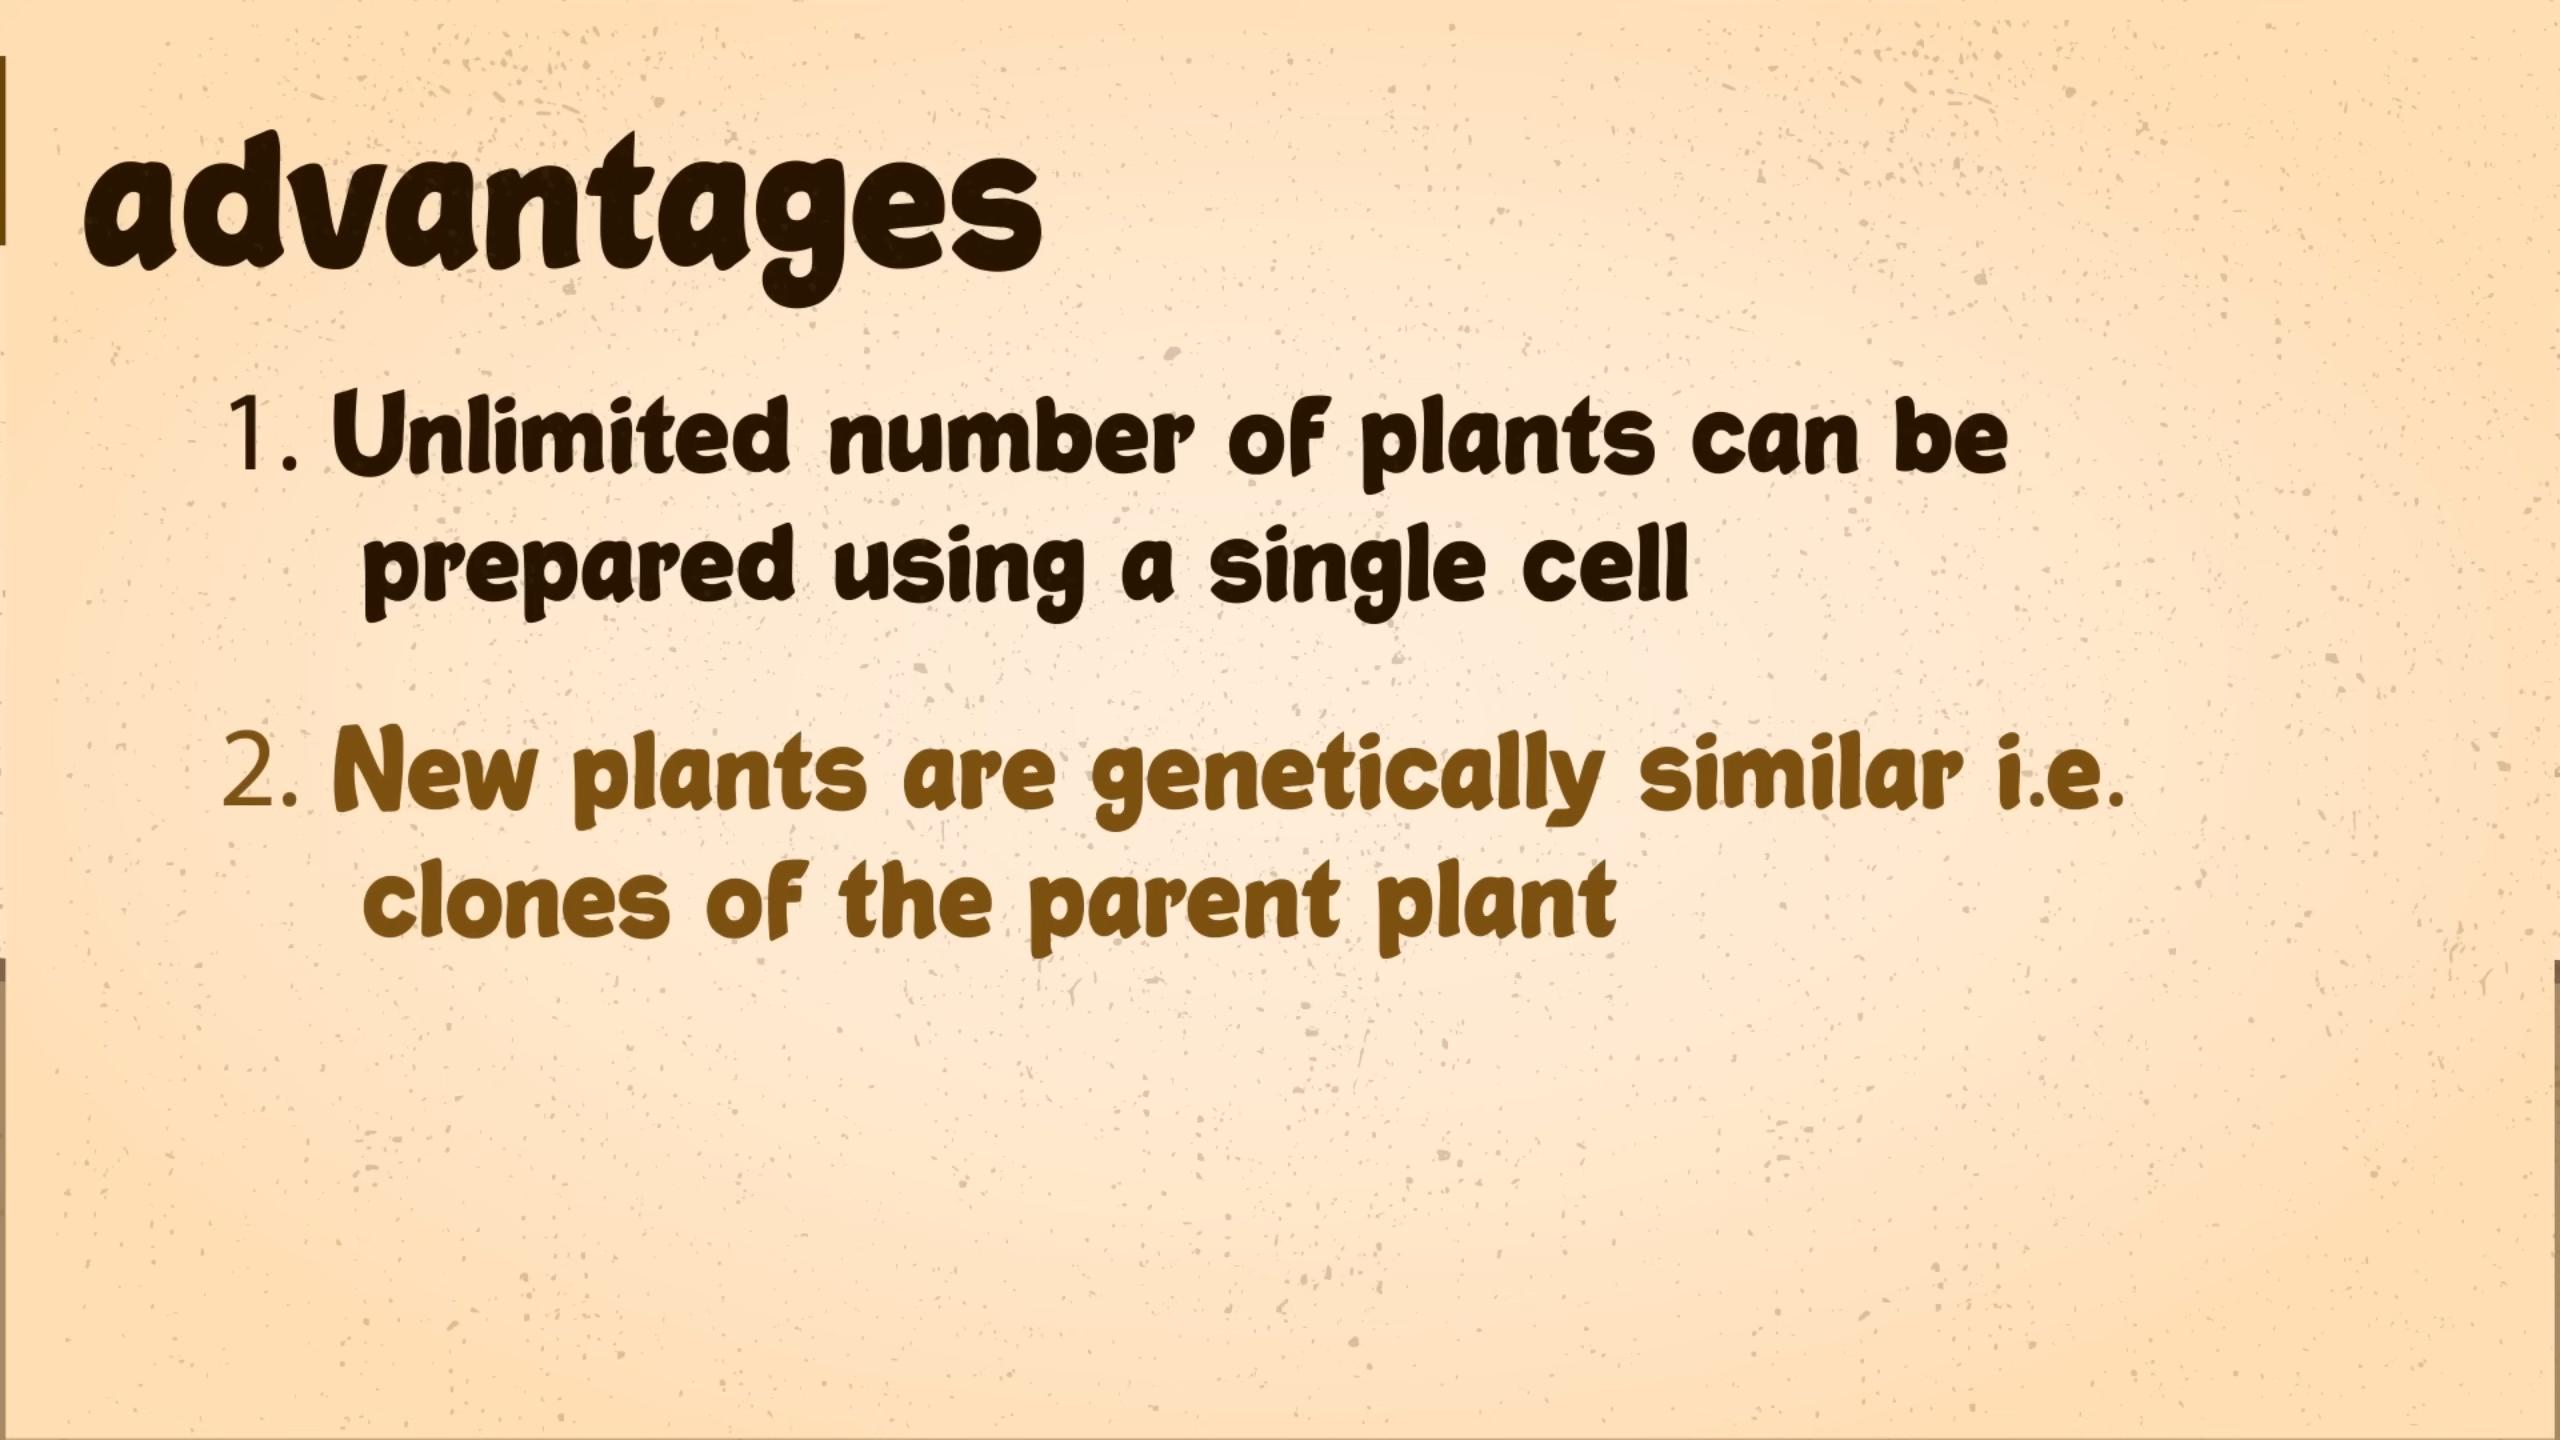 advantages
1. Unlimited number of plants can be
prepared using a single cell
2. New plants are genetically similar i.e.
clones of the parent plant